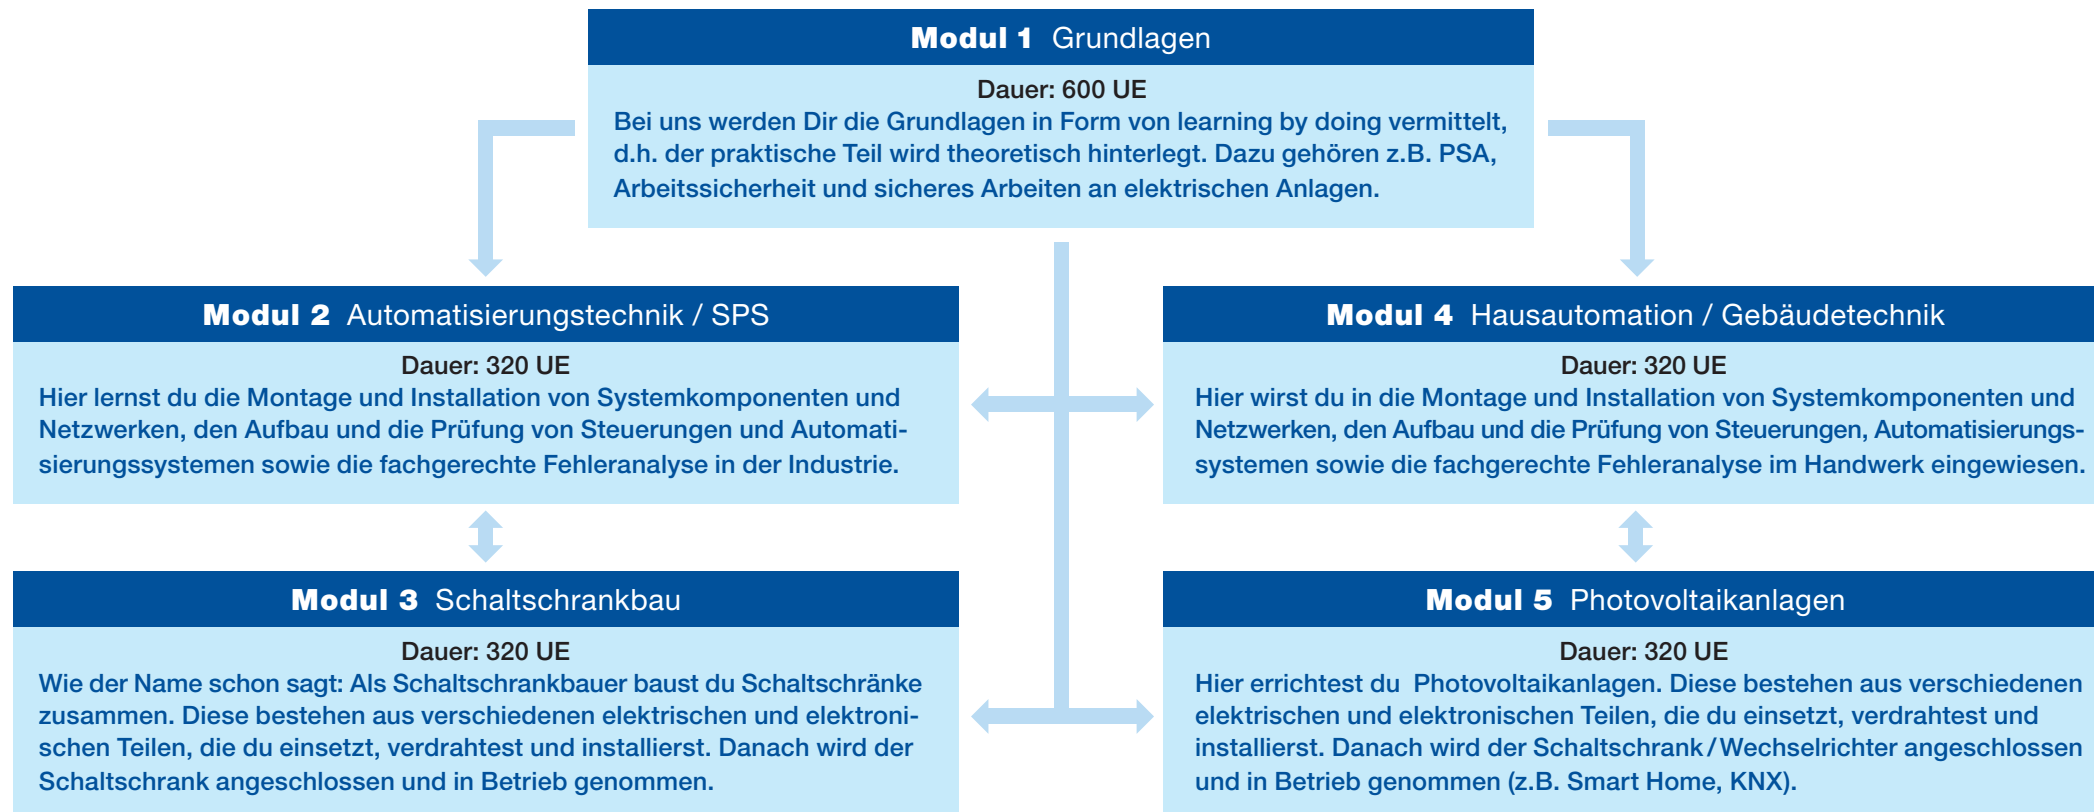 Modul 1 Grundlagen
Dauer: 600 UE
Bei uns werden Dir die Grundlagen in Form von learning by doing vermittelt,
d.h. der praktische Teil wird theoretisch hinterlegt. Dazu gehören z.B. PSA,
Arbeitssicherheit und sicheres Arbeiten an elektrischen Anlagen.
Modul 2 Automatisierungstechnik / SPS
Dauer: 320 UE
Hier lernst du die Montage und Installation von Systemkomponenten und
Netzwerken, den Aufbau und die Prüfung von Steuerungen und Automati-
sierungssystemen sowie die fachgerechte Fehleranalyse in der Industrie.
Modul 4 Hausautomation / Gebäudetechnik
Dauer: 320 UE
Hier wirst du in die Montage und Installation von Systemkomponenten und
Netzwerken, den Aufbau und die Prüfung von Steuerungen, Automatisierungs-
systemen sowie die fachgerechte Fehleranalyse im Handwerk eingewiesen.
Modul 3 Schaltschrankbau
Dauer: 320 UE
Wie der Name schon sagt: Als Schaltschrankbauer baust du Schaltschränke
zusammen. Diese bestehen aus verschiedenen elektrischen und elektroni-
schen Teilen, die du einsetzt, verdrahtest und installierst. Danach wird der
Schaltschrank angeschlossen und in Betrieb genommen.
Modul 5 Photovoltaikanlagen
Dauer: 320 UE
Hier errichtest du Photovoltaikanlagen. Diese bestehen aus verschiedenen
elektrischen und elektronischen Teilen, die du einsetzt, verdrahtest und
installierst. Danach wird der Schaltschrank/Wechselrichter angeschlossen
und in Betrieb genommen (z.B. Smart Home, KNX).